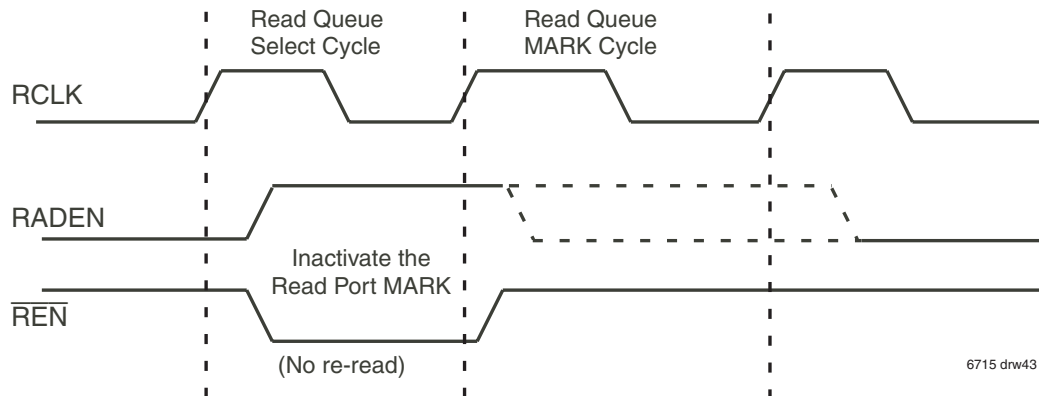 Read Queue
Select Cycle
Read Queue
MARK Cycle
RCLK
RADEN
Inactivate the
Read Port MARK
REN
(No re-read)
6715 drw43